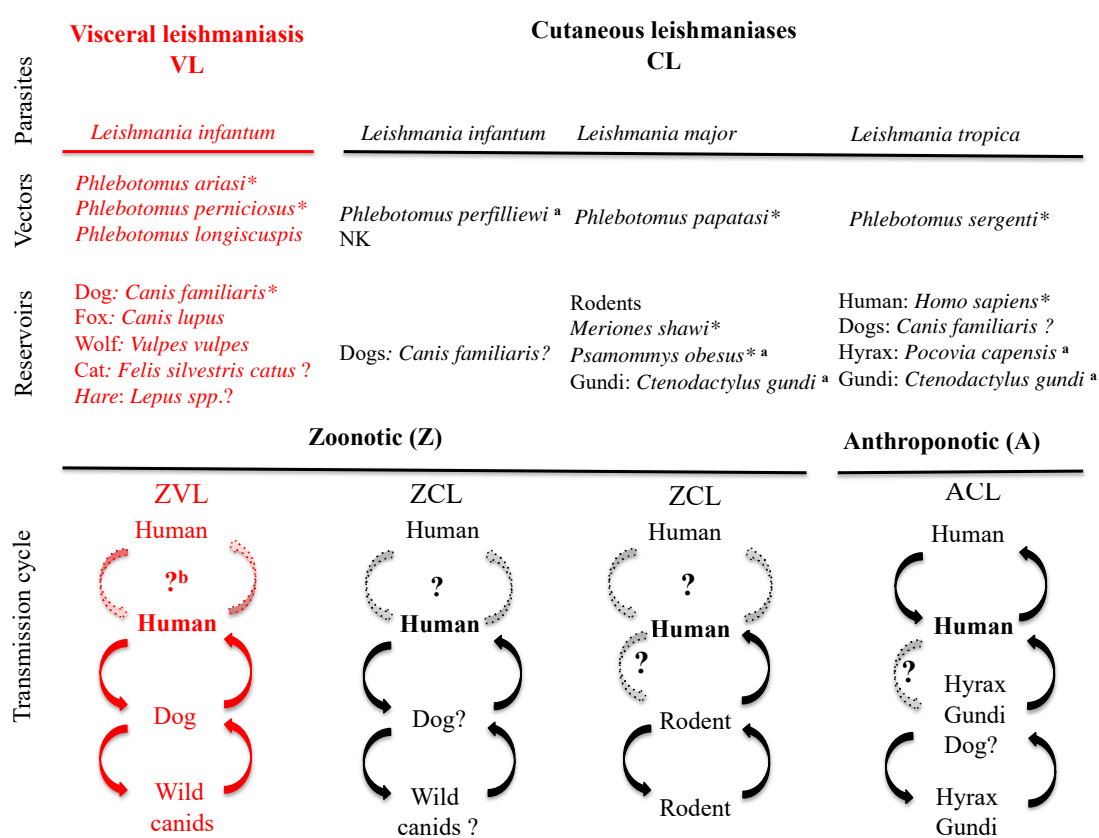 Visceral leishmaniasis
VL
Cutaneous leishmaniases
CL
Parasites
Leishmania infantum
Leishmania infantum
Leishmania major
Leishmania tropica
Vectors
Phlebotomus ariasi*
Phlebotomus perniciosus*
Phlebotomus longiscuspis
Phlebotomus perfilliewi a
NK
Phlebotomus papatasi*
Phlebotomus sergenti*
Reservoirs
Dog: Canis familiaris*
Fox: Canis lupus
Wolf: Vulpes vulpes
Cat: Felis silvestris catus ?
Hare: Lepus spp.?
Dogs: Canis familiaris?
Rodents
Meriones shawi*
Psamommys obesus* a
Gundi: Ctenodactylus gundi a
Human: Homo sapiens*
Dogs: Canis familiaris ?
Hyrax: Pocovia capensis a
Gundi: Ctenodactylus gundi a
Zoonotic (Z)
Anthroponotic (A)
Transmission cycle
ZVL
Human
?b
Human
Dog
Wild
canids
ZCL
Human
?
Human
Dog?
Wild
canids ?
ZCL
Human
?
Human
?
Rodent
Rodent
ACL
Human
Human
?
Hyrax
Gundi
Dog?
Hyrax
Gundi